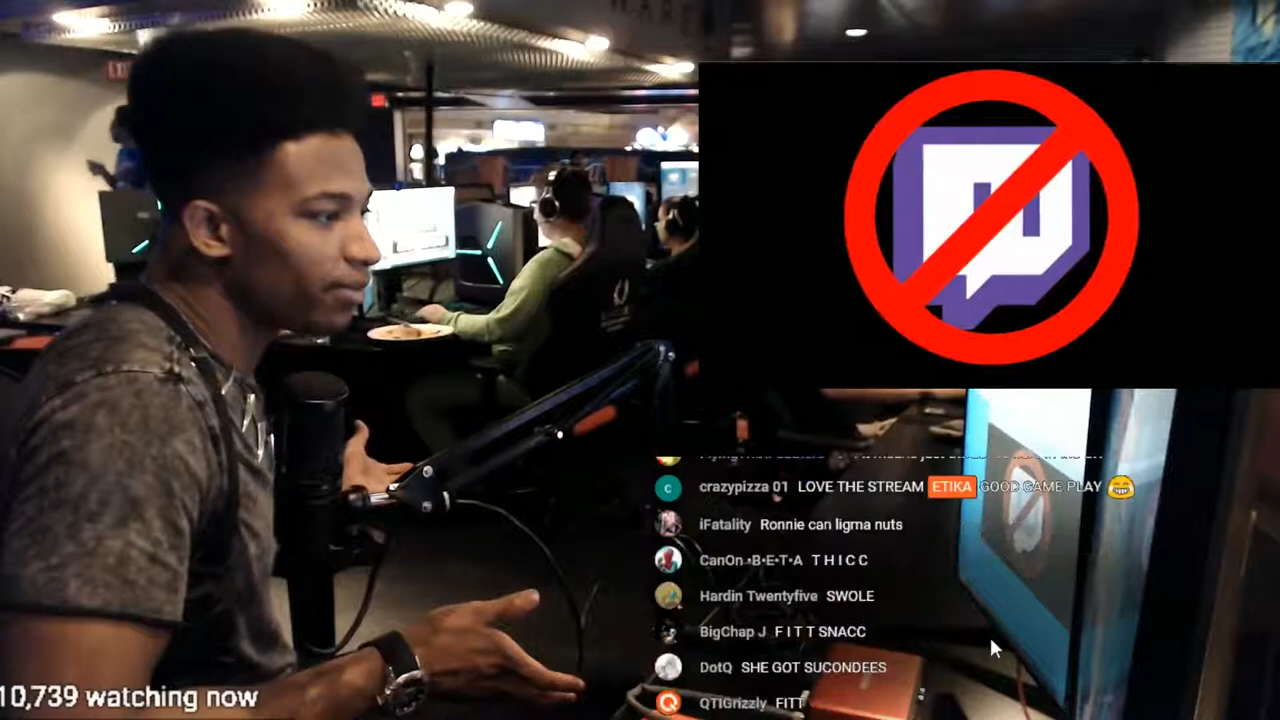 crazypizza 01 LOVE THE STREAM ETIKA GOOD GAME PLAY
iFatality Ronnie can ligma nuts
CanOn •B•E•T•A T H I C C
Hardin Twentyfive SWOLE
BigChap J F I T T SNACC
DotQ SHE GOT SUCONDEES
QTIGrizzly FITT
10,739 watching now